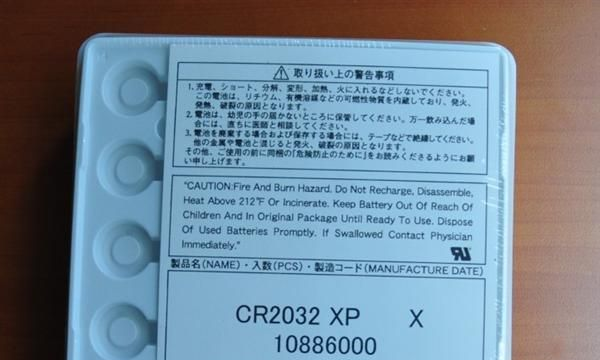 ⚠ 取り扱い上の警告事項
1. 充電、ショート、分解、変形、加熱、火に入れるなどしないでください。
この電池は、リチウム、有機溶媒などの可燃性物質を内蔵しており、発火、
発熱、破裂の原因となります。
2. 電池は、幼児の手の届かないところに保管してください。万一飲み込んだ場
合には、直ちに医師と相談してください。
3. 電池を廃棄する場合および保存する場合には、テープなどで絶縁してください。
他の金属や電池と混じると発火、破裂の原因となります。
その他、ご使用の前に同梱の「危険防止のために」をお読みくださるようにお願
い申し上げます。
"CAUTION:Fire And Burn Hazard. Do Not Recharge, Disassemble,
Heat Above 212°F Or Incinerate. Keep Battery Out Of Reach Of
Children And In Original Package Until Ready To Use. Dispose
Of Used Batteries Promptly. If Swallowed Contact Physician
Immediately."
製品名(NAME)・入数(PCS)・製造コード(MANUFACTURE DATE)
CR2032 XP X
10886000